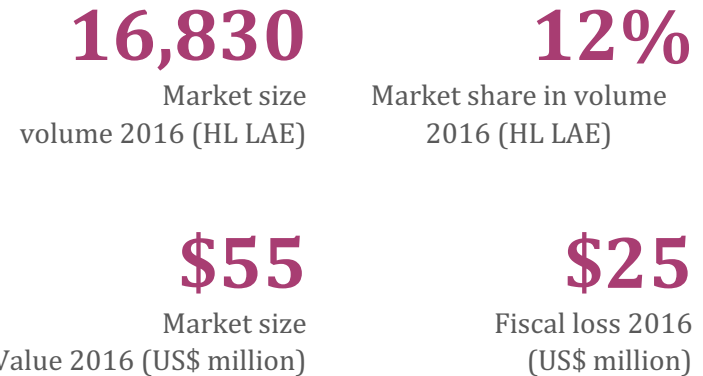 16,830
Market size
volume 2016 (HL LAE)
12%
Market share in volume
2016 (HL LAE)
$55
Market size
Value 2016 (US$ million)
$25
Fiscal loss 2016
(US$ million)